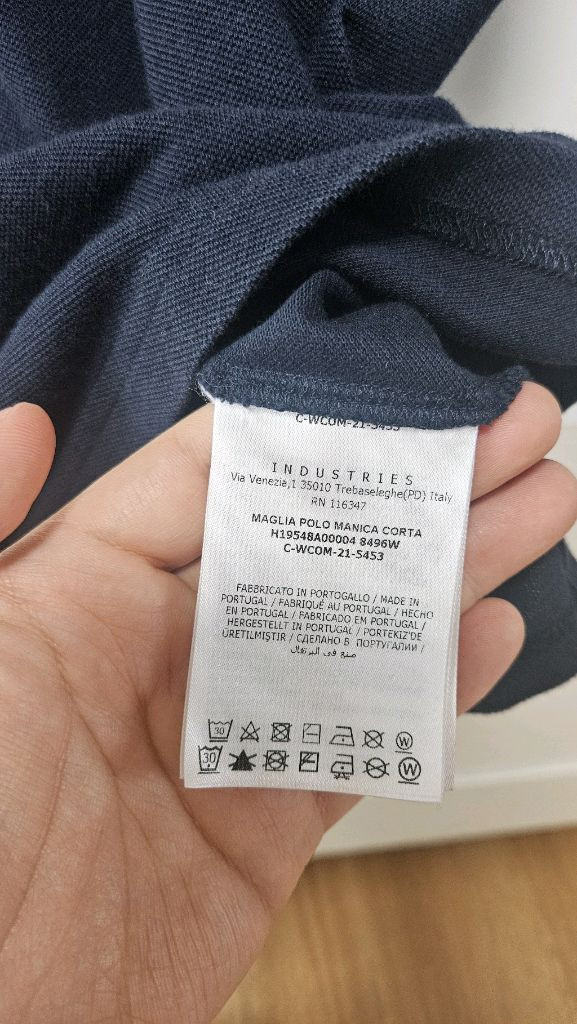 C-WCOM-21-5453
INDUSTRIES
Via Venezia,1 35010 Trebaseleghe(PD) Italy
RN 116347
MAGLIA POLO MANICA CORTA
H19548A00004 8496W
C-WCOM-21-5453
FABBRICATO IN PORTOGALLO / MADE IN
PORTUGAL / FABRIQUÉ AU PORTUGAL / HECHO
EN PORTUGAL / FABRICADO EM PORTUGAL /
HERGESTELLT IN PORTUGAL / PORTEKIZ'DE
ÜRETILMIŞTIR / СДЕЛАНО В ПОРТУГАЛИИ /
صنع في البرتغال
30 W
30 W